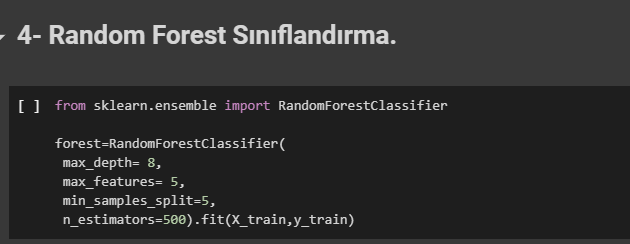 4- Random Forest Sınıflandırma.
[ ] from sklearn.ensemble import RandomForestClassifier
forest=RandomForestClassifier(
max_depth= 8,
max_features= 5,
min_samples_split=5,
n_estimators=500).fit(X_train,y_train)